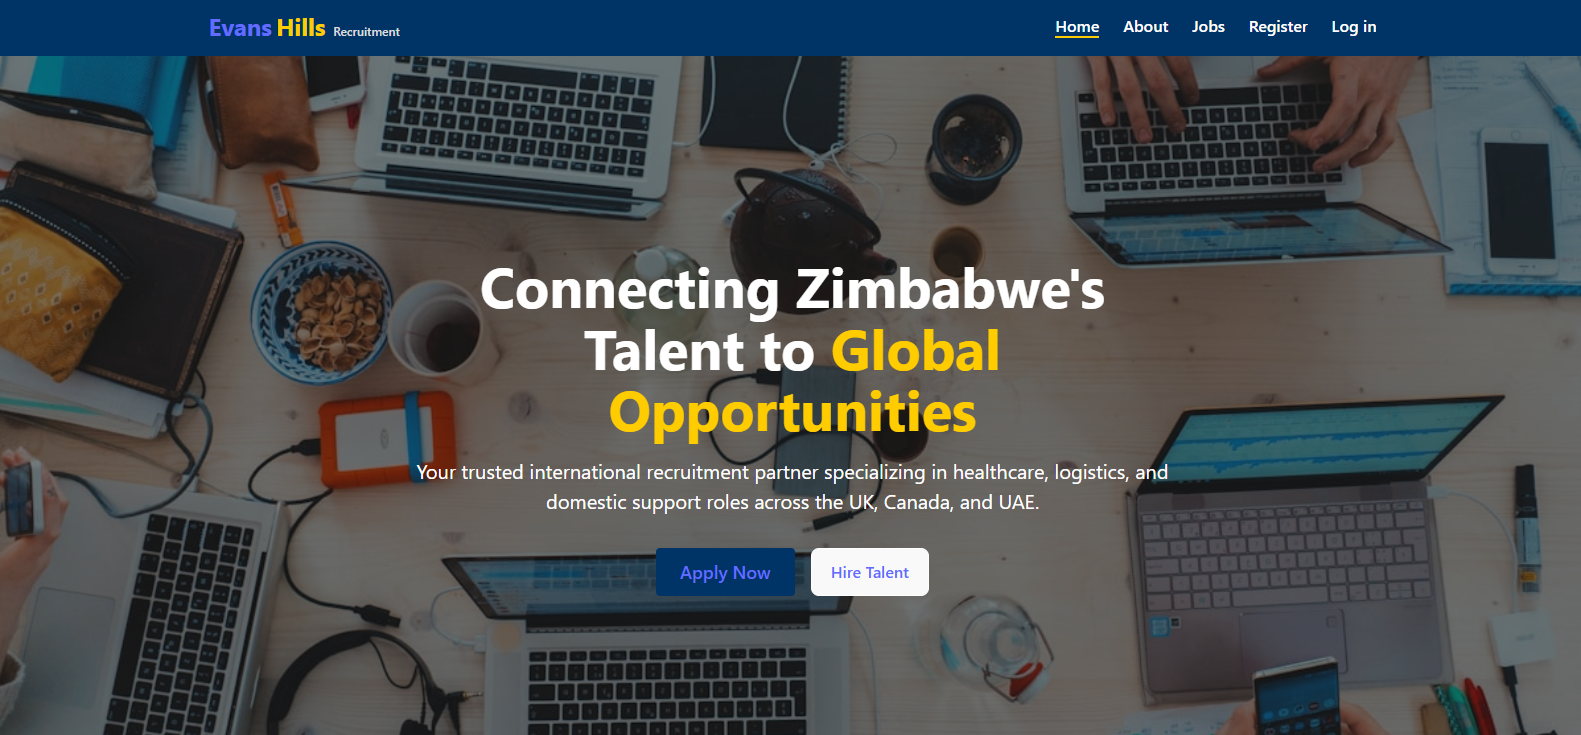 Evans Hills Recruitment
Home About Jobs Register Log in
Connecting Zimbabwe's
Talent to Global
Opportunities
Your trusted international recruitment partner specializing in healthcare, logistics, and
domestic support roles across the UK, Canada, and UAE.
Apply Now Hire Talent